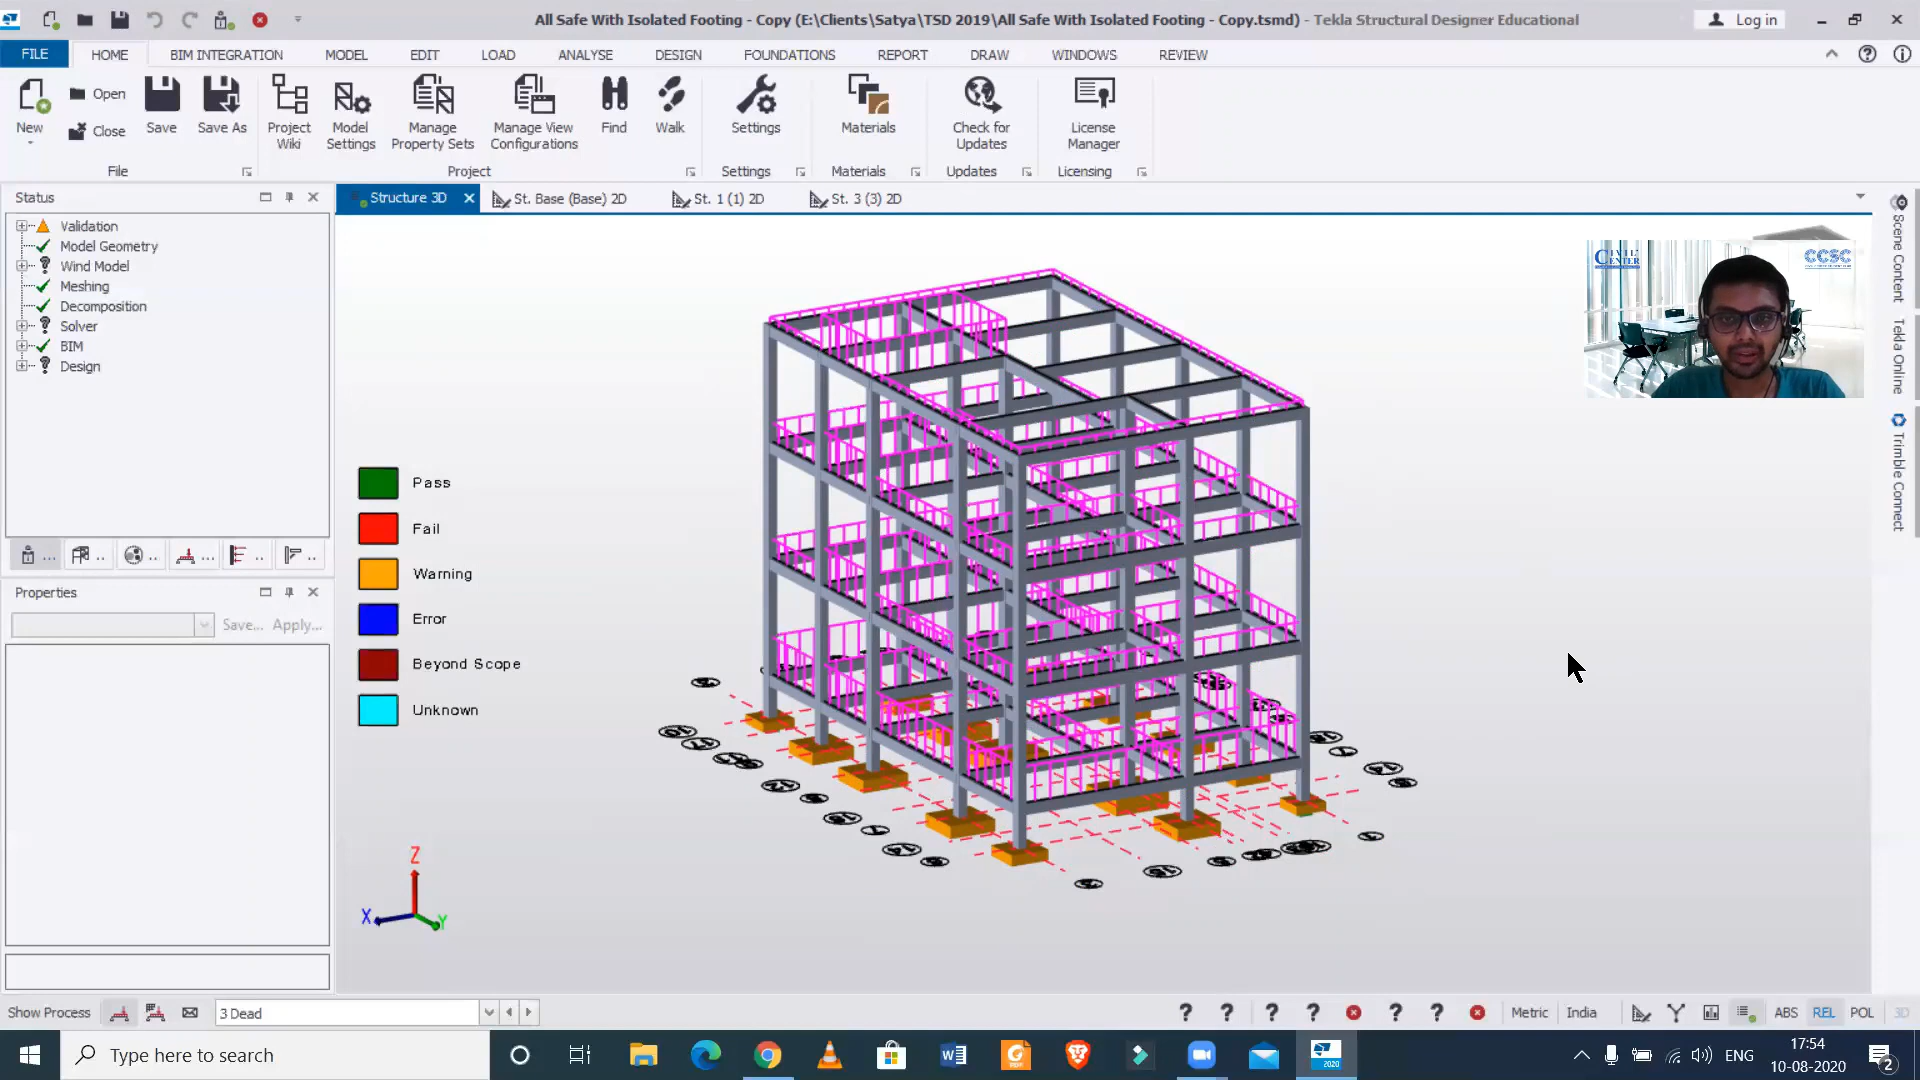 All Safe With Isolated Footing - Copy (E:\Clients\Satya\TSD 2019\All Safe With Isolated Footing - Copy.tsmd) - Tekla Structural Designer Educational
Log in
FILE HOME BIM INTEGRATION MODEL EDIT LOAD ANALYSE DESIGN FOUNDATIONS REPORT DRAW WINDOWS REVIEW
New
Open
Close
Save
Save As
Project Wiki
Model Settings
Manage Property Sets
Manage View Configurations
Find
Walk
Settings
Materials
Check for Updates
License Manager
File Project Settings Materials Updates Licensing
Status
Structure 3D St. Base (Base) 2D St. 1 (1) 2D St. 3 (3) 2D
Validation
Model Geometry
Wind Model
Meshing
Decomposition
Solver
BIM
Design
Properties
Save... Apply...
Pass
Fail
Warning
Error
Beyond Scope
Unknown
Z
X
Y
CIVIL CENTER
CCSC
Scene Content
Tekla Online
Trimble Connect
Show Process
3 Dead
Metric India ABS REL POL 3D
Type here to search
2020
ENG
17:54
10-08-2020
2